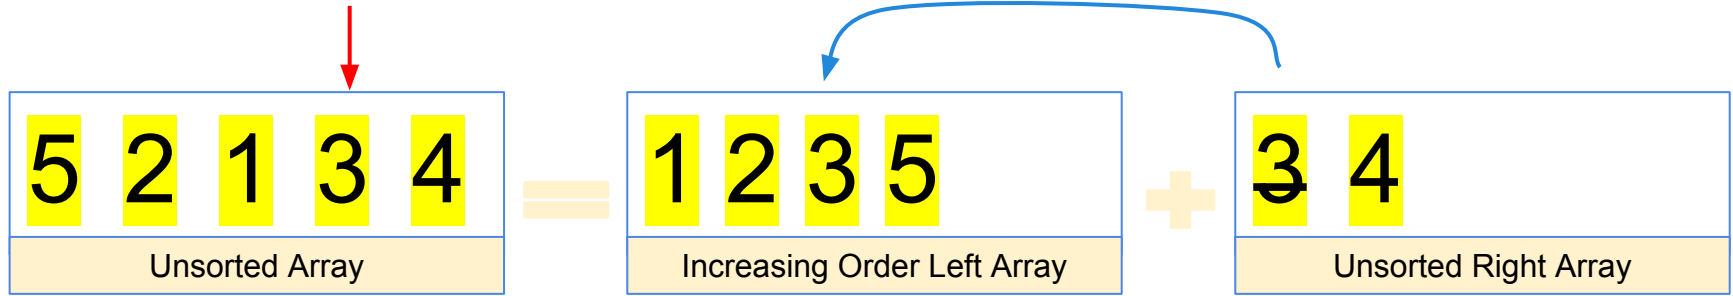 5 2 1 3 4
Unsorted Array
=
1 2 3 5
Increasing Order Left Array
+
3 4
Unsorted Right Array